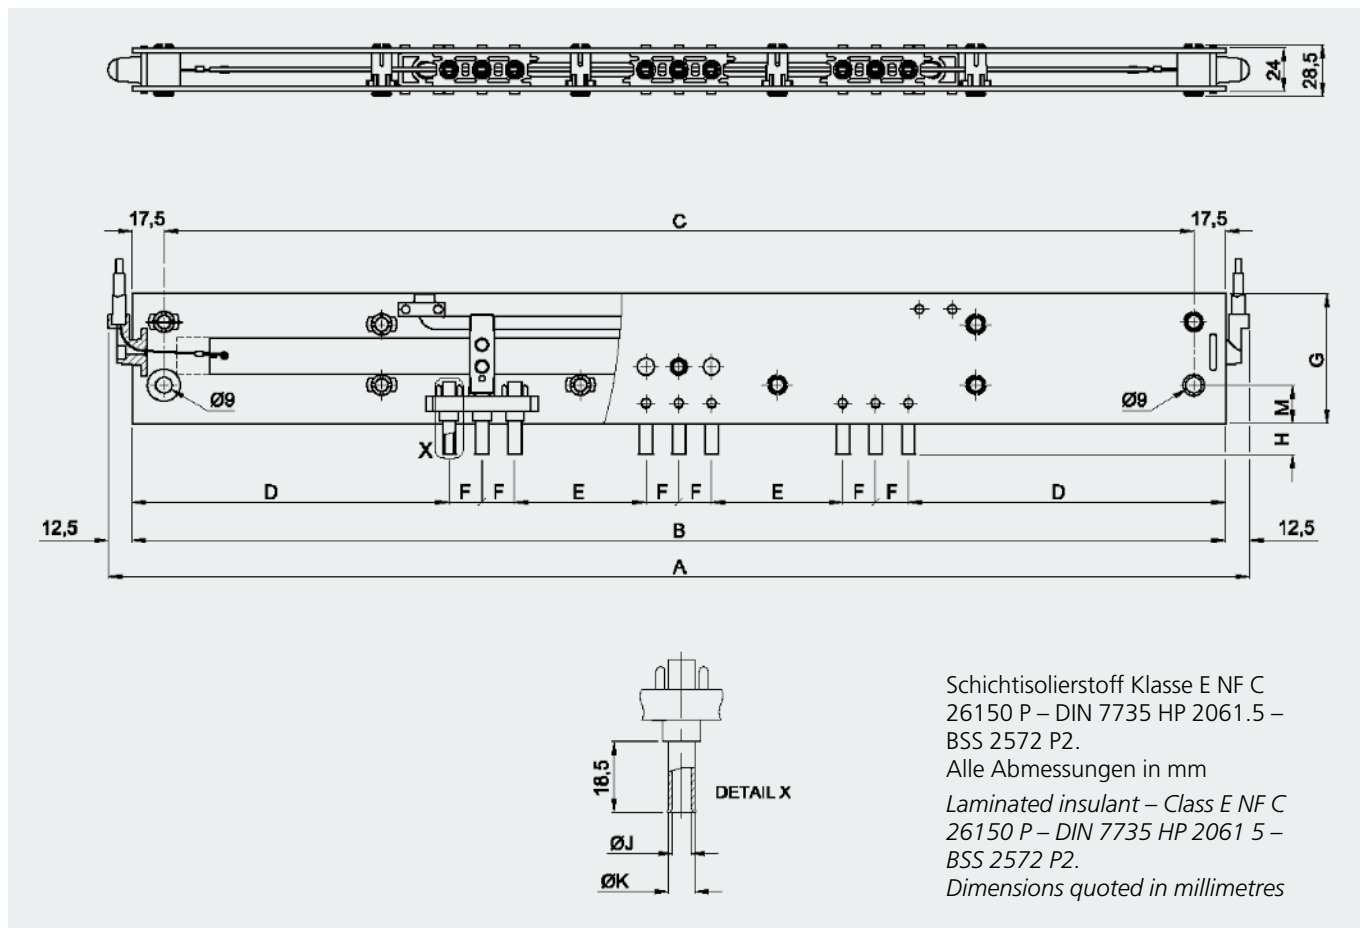 24
28,5
17,5
C
17,5
G
Ø9
Ø9
M
H
X
D
F
F
E
F
F
E
F
F
D
12,5
B
12,5
A
18,5
DETAIL X
ØJ
ØK
Schichtisolierstoff Klasse E NF C
26150 P – DIN 7735 HP 2061.5 –
BSS 2572 P2.
Alle Abmessungen in mm
Laminated insulant – Class E NF C
26150 P – DIN 7735 HP 2061 5 –
BSS 2572 P2.
Dimensions quoted in millimetres